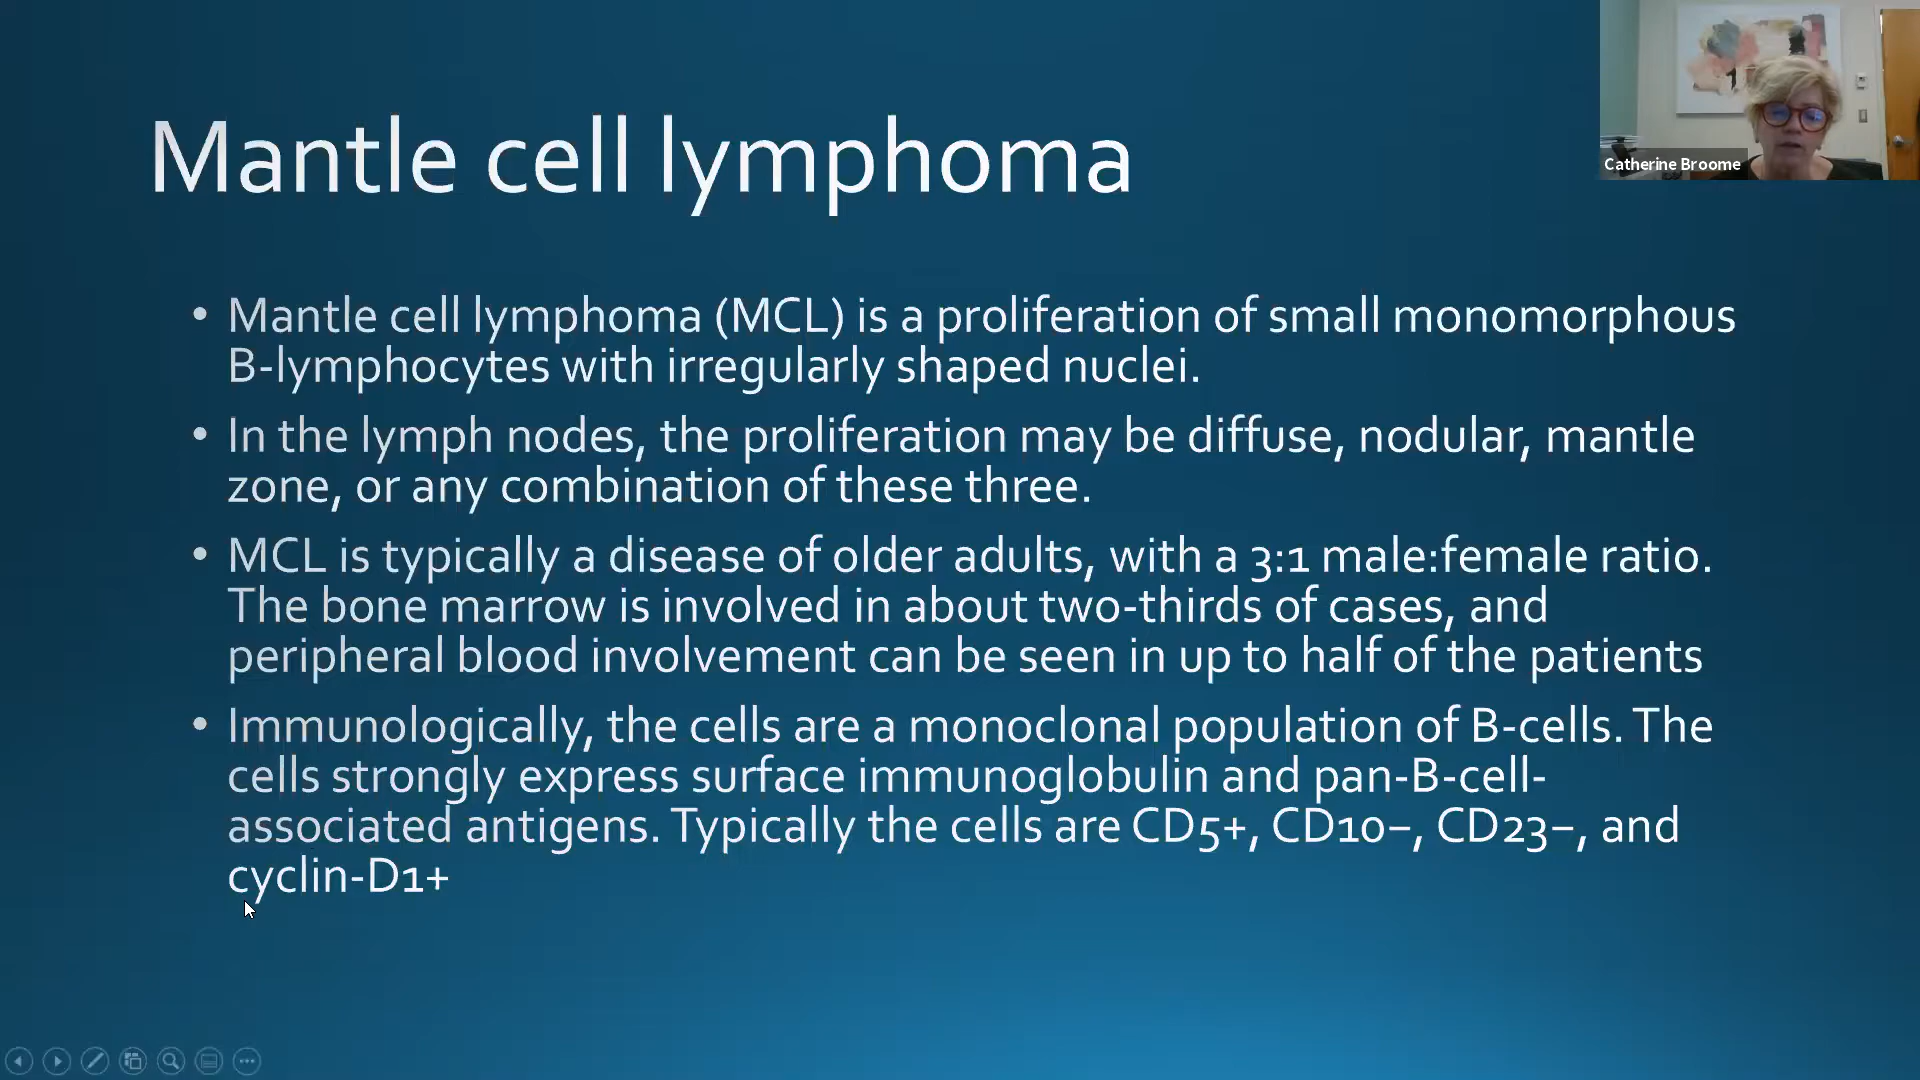 Mantle cell lymphoma
Catherine Broome
• Mantle cell lymphoma (MCL) is a proliferation of small monomorphous
B-lymphocytes with irregularly shaped nuclei.
• In the lymph nodes, the proliferation may be diffuse, nodular, mantle
zone, or any combination of these three.
• MCL is typically a disease of older adults, with a 3:1 male:female ratio.
The bone marrow is involved in about two-thirds of cases, and
peripheral blood involvement can be seen in up to half of the patients
• Immunologically, the cells are a monoclonal population of B-cells. The
cells strongly express surface immunoglobulin and pan-B-cell-
associated antigens. Typically the cells are CD5+, CD10−, CD23−, and
cyclin-D1+